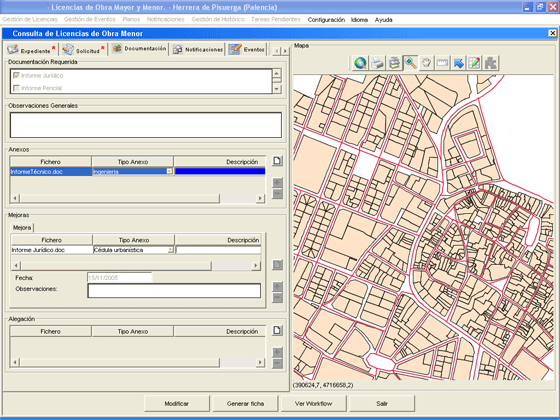 - Licencias de Obra Mayor y Menor. - Herrera de Pisuerga (Palencia)
Gestión de Licencias Gestión de Eventos Planos Notificaciones Gestión de Histórico Tareas Pendientes Configuración Idioma Ayuda
Consulta de Licencias de Obra Menor
Expediente * Solicitud * Documentación Notificaciones Eventos
Mapa
Documentación Requerida
Informe Jurídico
Informe Pericial
Observaciones Generales
Anexos
Fichero Tipo Anexo Descripción
InformeTécnico.doc Ingeniería
Mejoras
Mejora
Fichero Tipo Anexo Descripción
Informe Jurídico.doc Cédula urbanística
Fecha: 15/11/2005
Observaciones:
Alegación
Fichero Tipo Anexo Descripción
(390624,7, 4716658,2)
Modificar Generar ficha Ver Workflow Salir